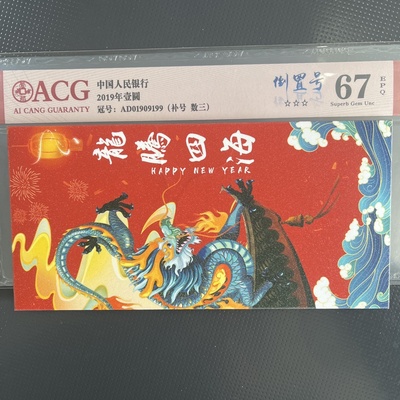 ACG
AI CANG GUARANTY
中国人民银行
2019年壹圆
冠号：AD01909199（补号 数三）
倒置号
☆☆☆
67
EPQ
Superb Gem Unc
龍騰四海
HAPPY NEW YEAR